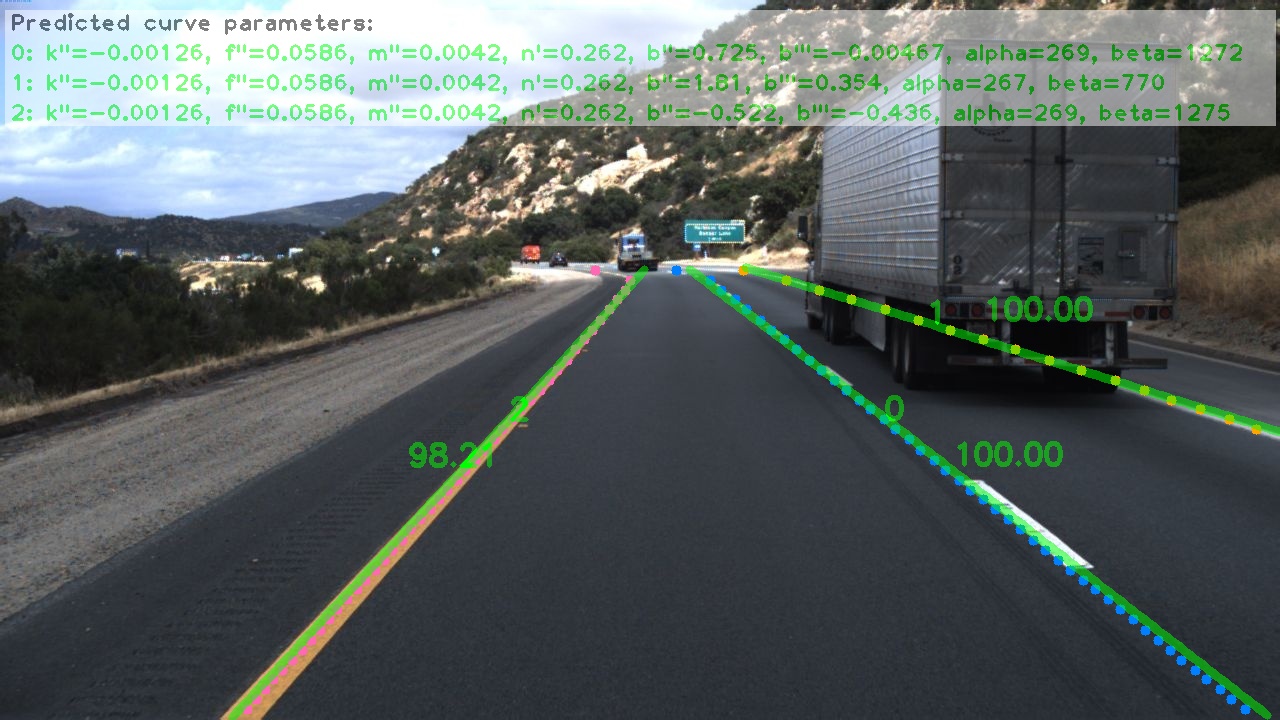 Predicted curve parameters:
0: k''=-0.00126, f''=0.0586, m''=0.0042, n'=0.262, b''=0.725, b'''=-0.00467, alpha=269, beta=1272
1: k''=-0.00126, f''=0.0586, m''=0.0042, n'=0.262, b''=1.81, b'''=0.354, alpha=267, beta=770
2: k''=-0.00126, f''=0.0586, m''=0.0042, n'=0.262, b''=-0.522, b'''=-0.436, alpha=269, beta=1275
1 100.00
2
0
98.21
100.00